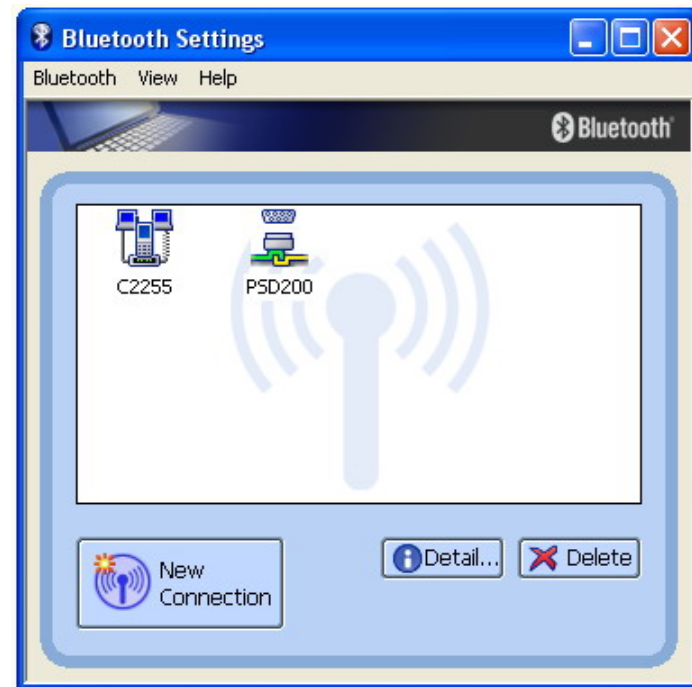 Bluetooth Settings
Bluetooth View Help
Bluetooth
C2255 PSD200
New
Connection
Detail...
Delete